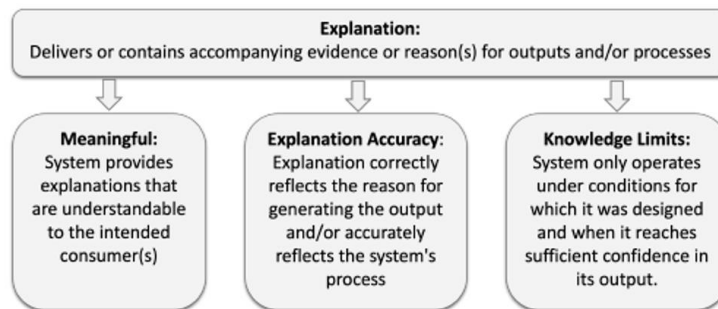 Explanation:
Delivers or contains accompanying evidence or reason(s) for outputs and/or processes
Meaningful:
System provides
explanations that
are understandable
to the intended
consumer(s)
Explanation Accuracy:
Explanation correctly
reflects the reason for
generating the output
and/or accurately
reflects the system's
process
Knowledge Limits:
System only operates
under conditions for
which it was designed
and when it reaches
sufficient confidence in
its output.